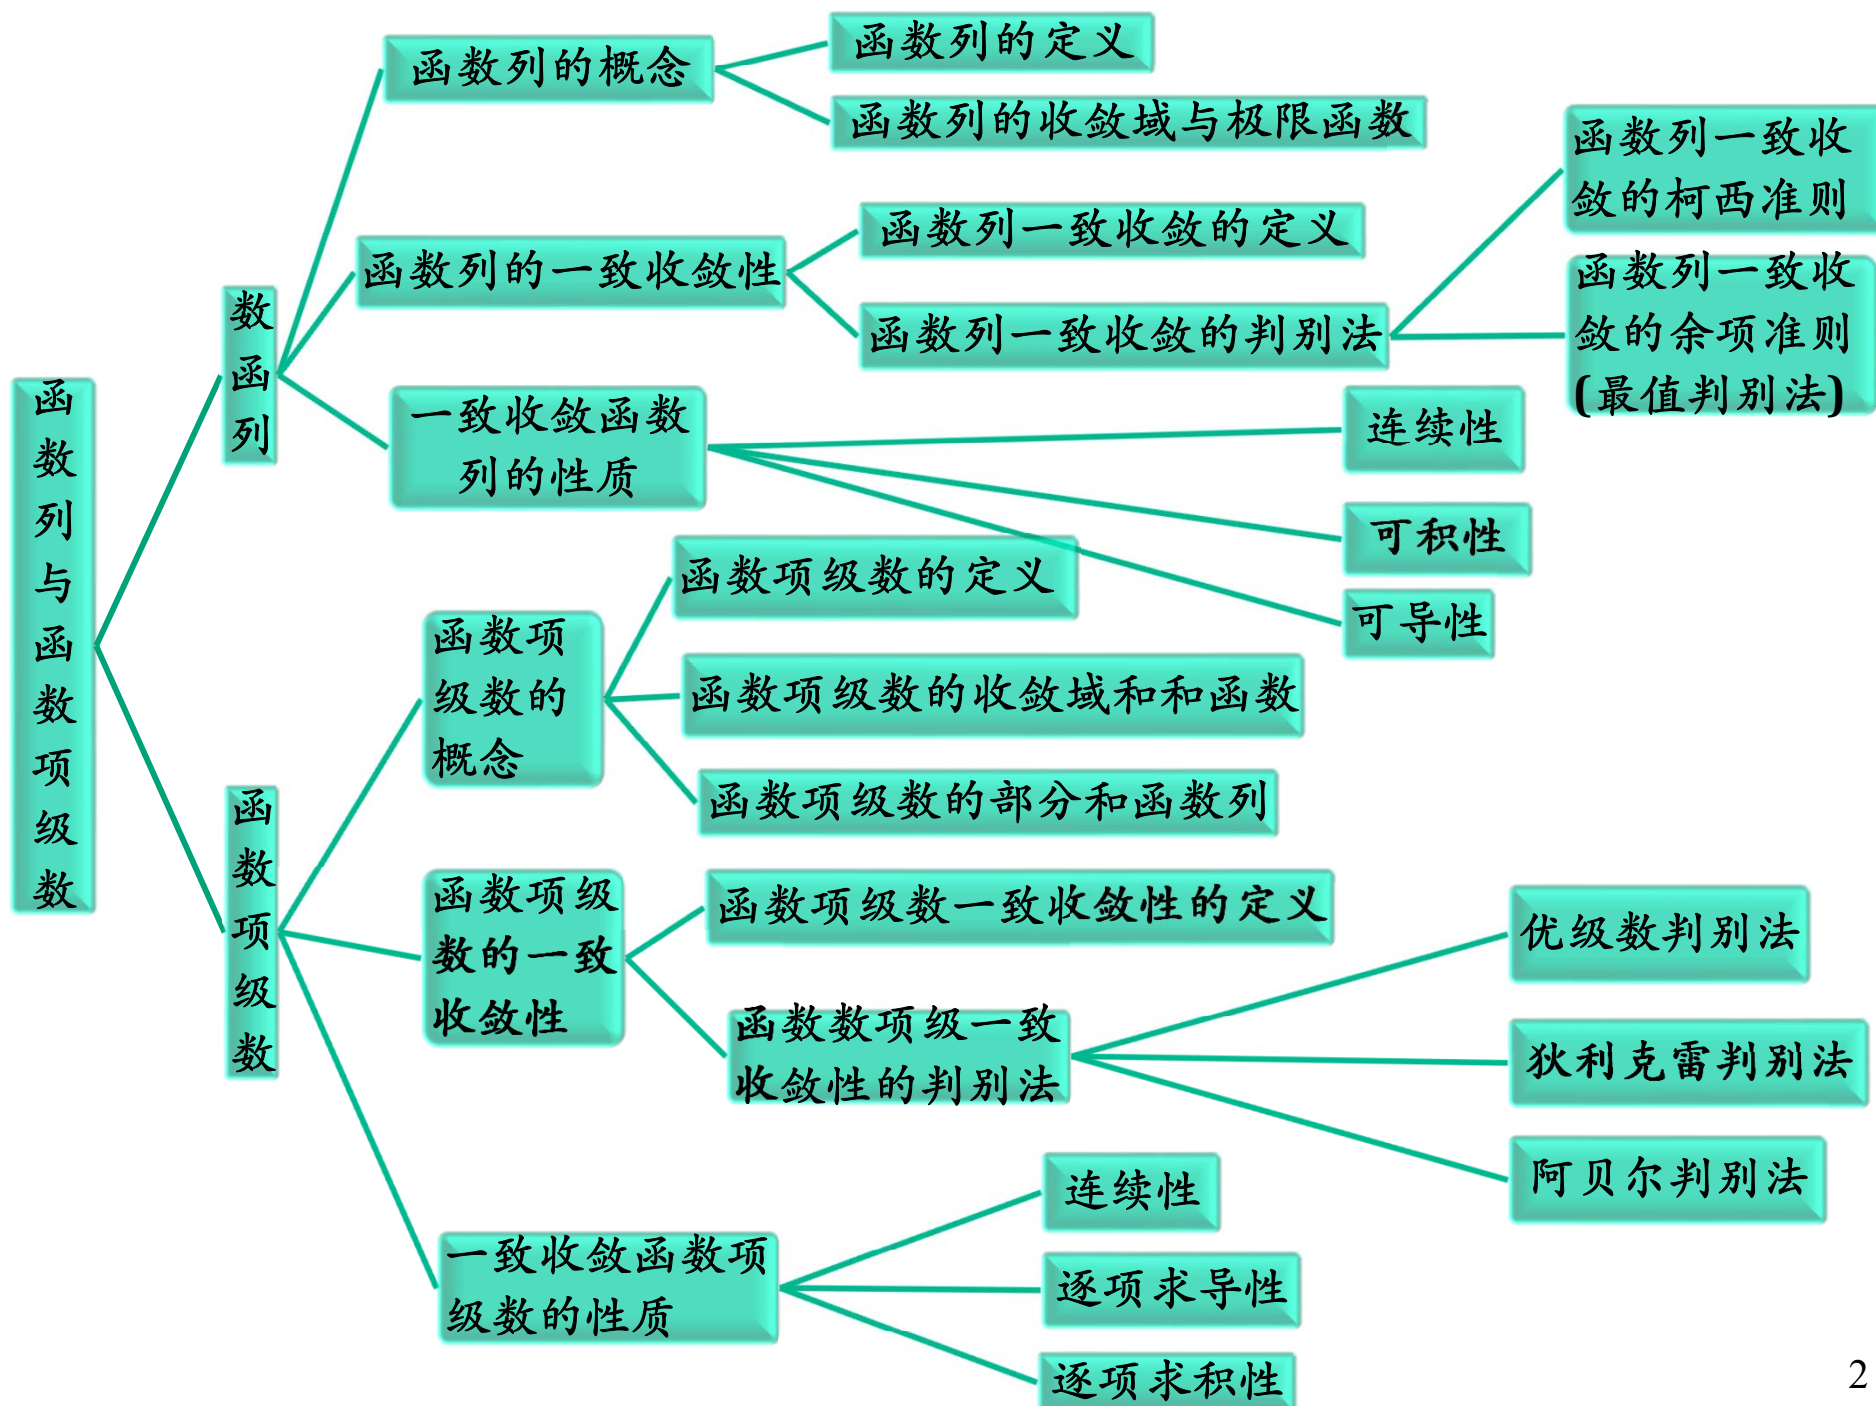 函数列与函数项级数
数函列
函数列的概念
函数列的定义
函数列的收敛域与极限函数
函数列的一致收敛性
函数列一致收敛的定义
函数列一致收敛的判别法
函数列一致收
敛的柯西准则
函数列一致收
敛的余项准则
(最值判别法)
一致收敛函数
列的性质
连续性
可积性
可导性
函数项级数
函数项
级数的
概念
函数项级数的定义
函数项级数的收敛域和和函数
函数项级数的部分和函数列
函数项级
数的一致
收敛性
函数项级数一致收敛性的定义
函数数项级一致
收敛性的判别法
优级数判别法
狄利克雷判别法
阿贝尔判别法
一致收敛函数项
级数的性质
连续性
逐项求导性
逐项求积性
2